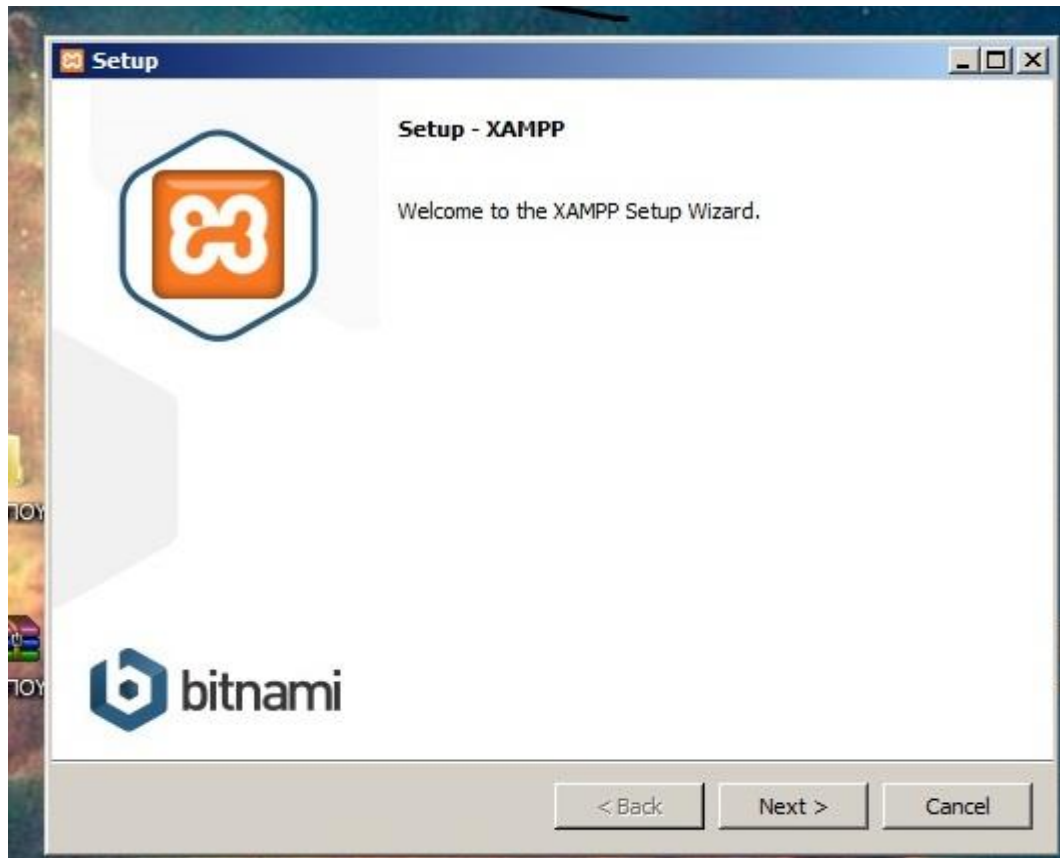 Setup
Setup - XAMPP
Welcome to the XAMPP Setup Wizard.
bitnami
< Back
Next >
Cancel